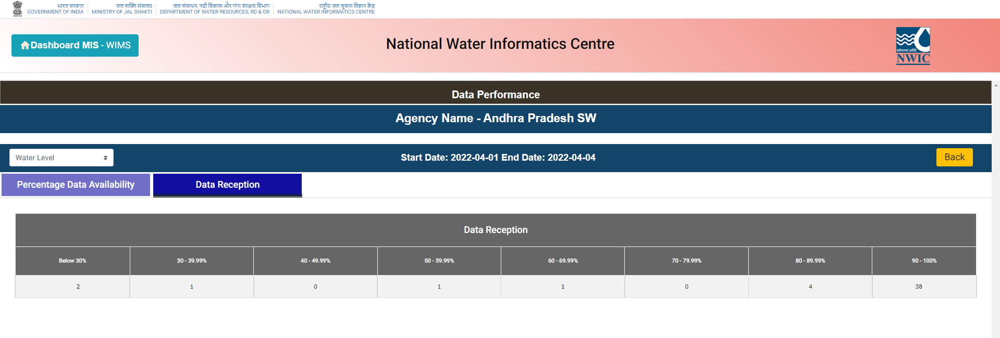 भारत सरकार
GOVERNMENT OF INDIA
जल शक्ति मंत्रालय
MINISTRY OF JAL SHAKTI
जल संसाधन, नदी विकास और गंगा संरक्षण विभाग
DEPARTMENT OF WATER RESOURCES, RD & GR
राष्ट्रीय जल सूचना-विज्ञान केंद्र
NATIONAL WATER INFORMATICS CENTRE
Dashboard MIS - WIMS
National Water Informatics Centre
NWIC
Data Performance
Agency Name - Andhra Pradesh SW
Water Level
Start Date: 2022-04-01 End Date: 2022-04-04
Back
Percentage Data Availability
Data Reception
Data Reception
Below 30% 30 - 39.99% 40 - 49.99% 50 - 59.99% 60 - 69.99% 70 - 79.99% 80 - 89.99% 90 - 100%
2 1 0 1 1 0 4 38